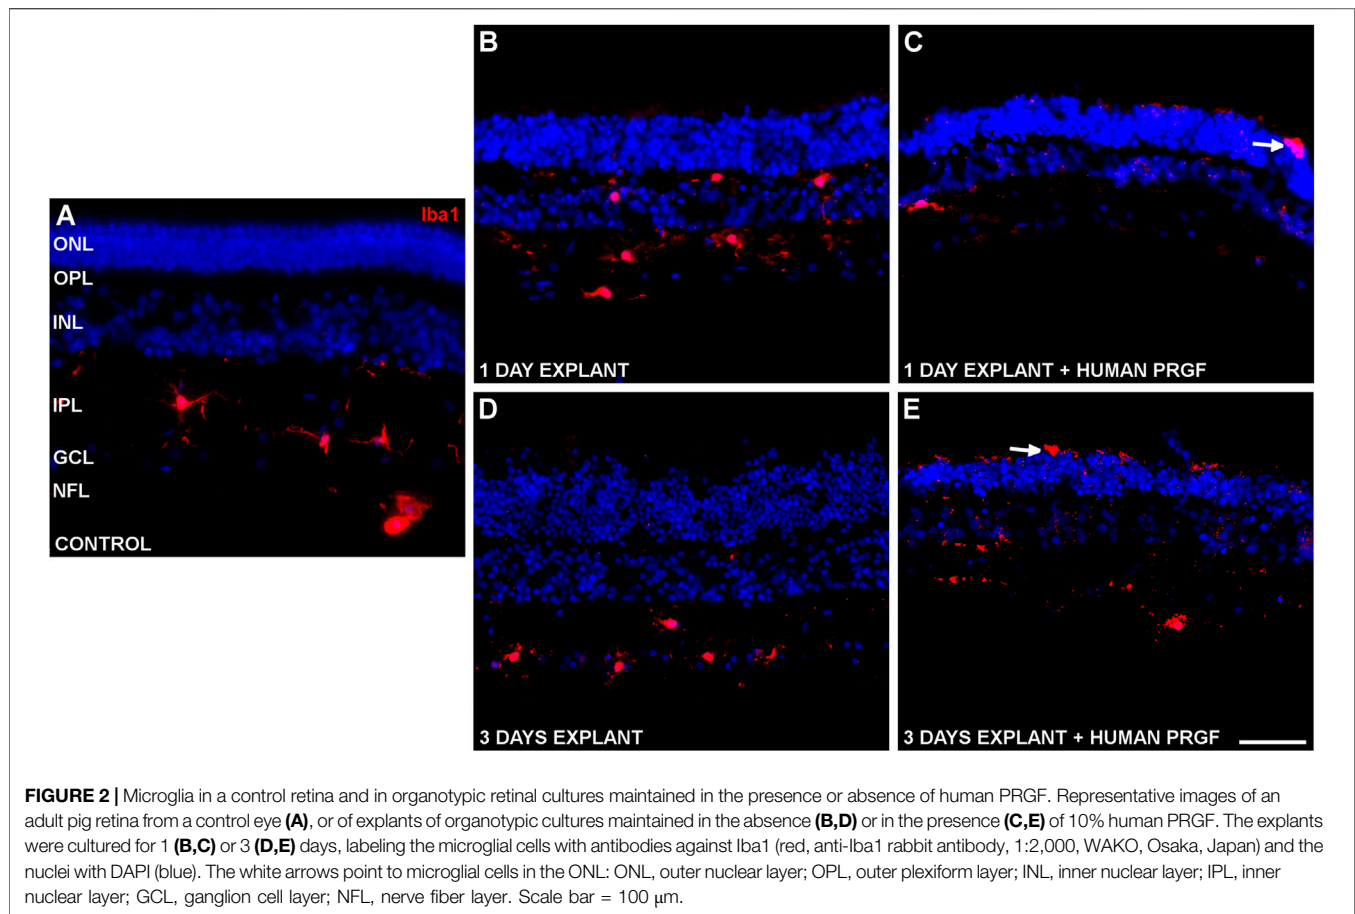 A
Iba1
ONL
OPL
INL
IPL
GCL
NFL
CONTROL
B
1 DAY EXPLANT
C
1 DAY EXPLANT + HUMAN PRGF
D
3 DAYS EXPLANT
E
3 DAYS EXPLANT + HUMAN PRGF
FIGURE 2 | Microglia in a control retina and in organotypic retinal cultures maintained in the presence or absence of human PRGF. Representative images of an
adult pig retina from a control eye (A), or of explants of organotypic cultures maintained in the absence (B,D) or in the presence (C,E) of 10% human PRGF. The explants
were cultured for 1 (B,C) or 3 (D,E) days, labeling the microglial cells with antibodies against Iba1 (red, anti-Iba1 rabbit antibody, 1:2,000, WAKO, Osaka, Japan) and the
nuclei with DAPI (blue). The white arrows point to microglial cells in the ONL: ONL, outer nuclear layer; OPL, outer plexiform layer; INL, inner nuclear layer; IPL, inner
nuclear layer; GCL, ganglion cell layer; NFL, nerve fiber layer. Scale bar = 100 μm.